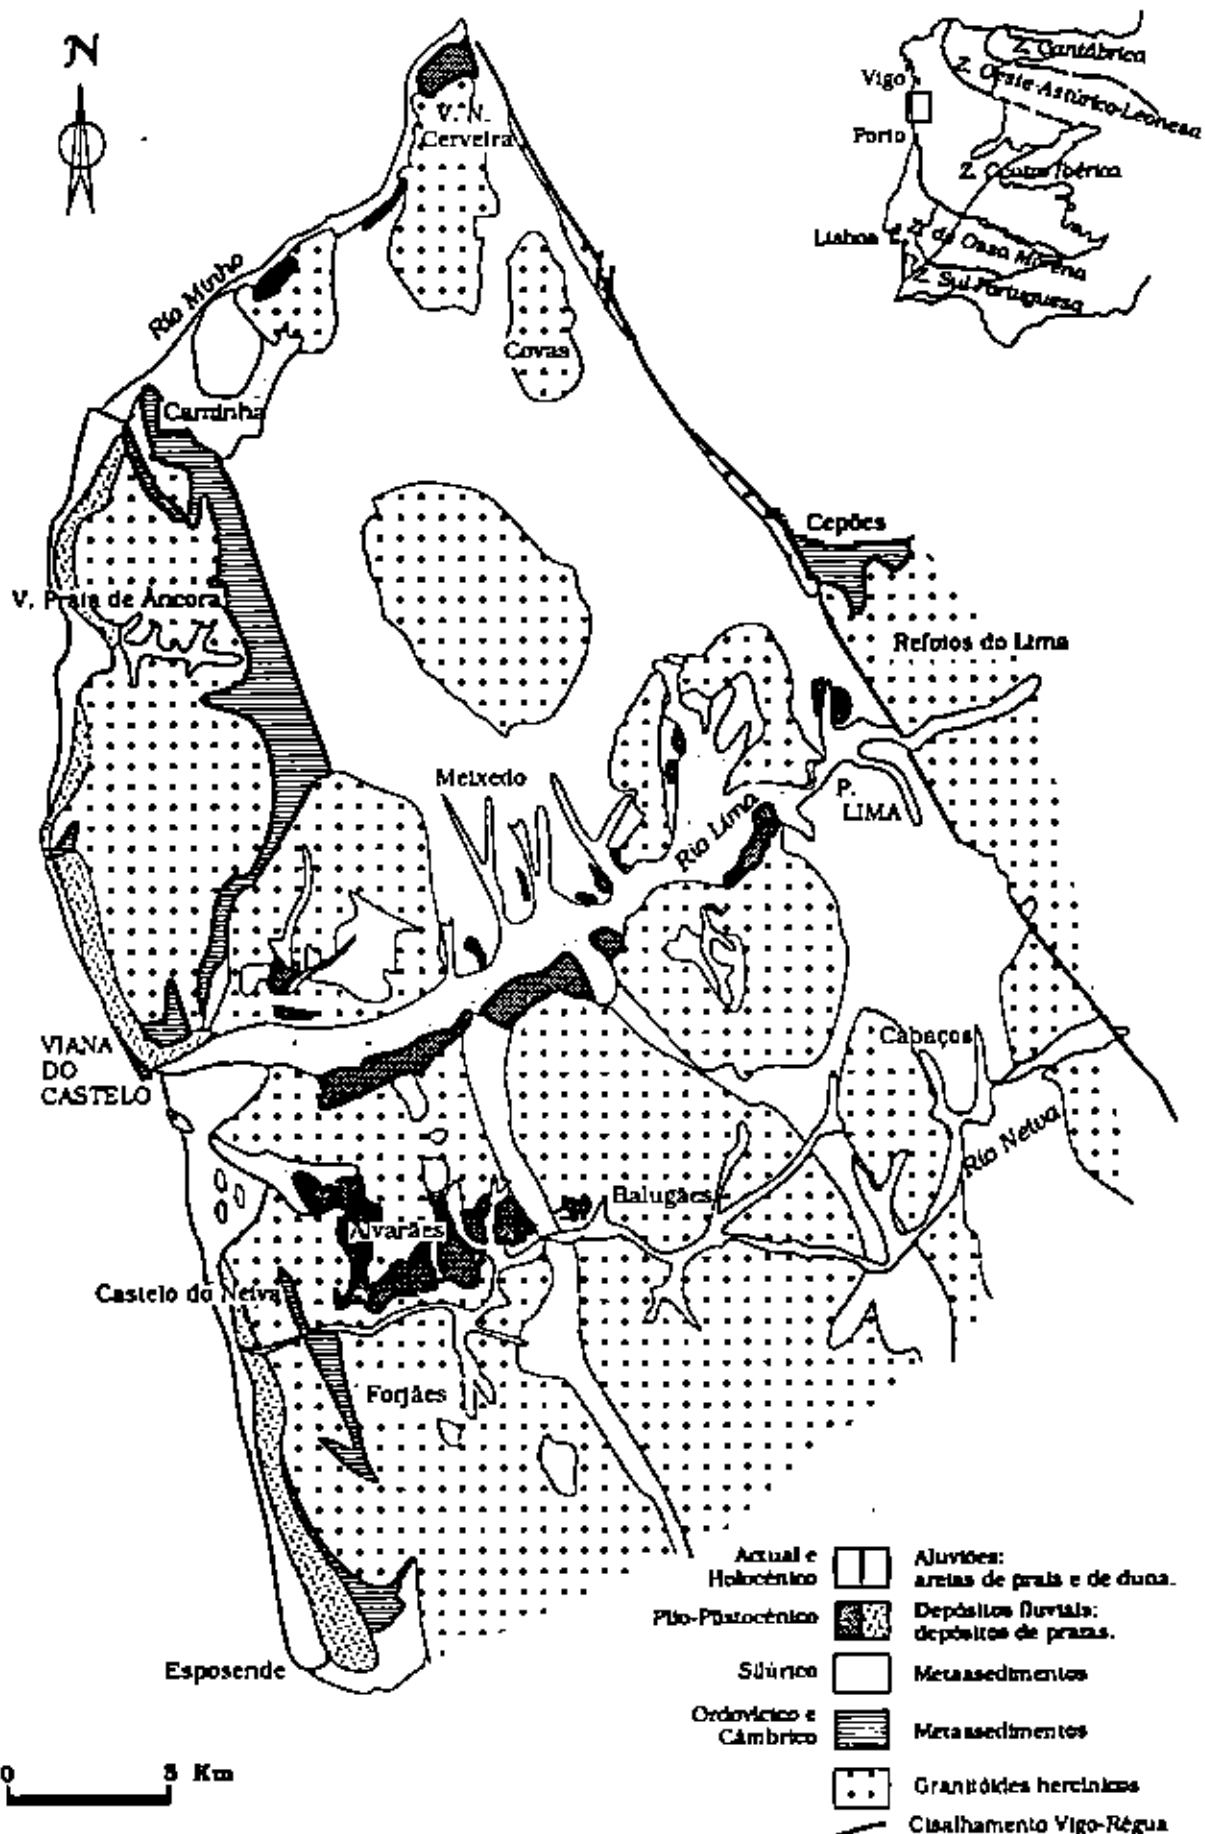 N
V. N.
Cerveira
Rio Minho
Covas
Caminha
Cepões
V. Praia de Âncora
Refoios do Lima
Meixedo
P.
LIMA
Rio Lima
VIANA
DO
CASTELO
Cabaços
Rio Neiva
Balugães
Alvarães
Castelo do Neiva
Forjães
Esposende
0 5 Km
Z. Cantábrica
Z. Oeste-Astúrico-Leonesa
Vigo
Porto
Z. Centro Ibérica
Lisboa
Z. de Ossa Morena
Z. Sul Portuguesa
Actual e
Holocénico
Aluviões:
areias de praia e de duna.
Plio-Plistocénico
Depósitos fluviais:
depósitos de praias.
Silúrico
Metassedimentos
Ordovícico e
Câmbrico
Metassedimentos
Granitóides hercínicos
Cisalhamento Vigo-Régua